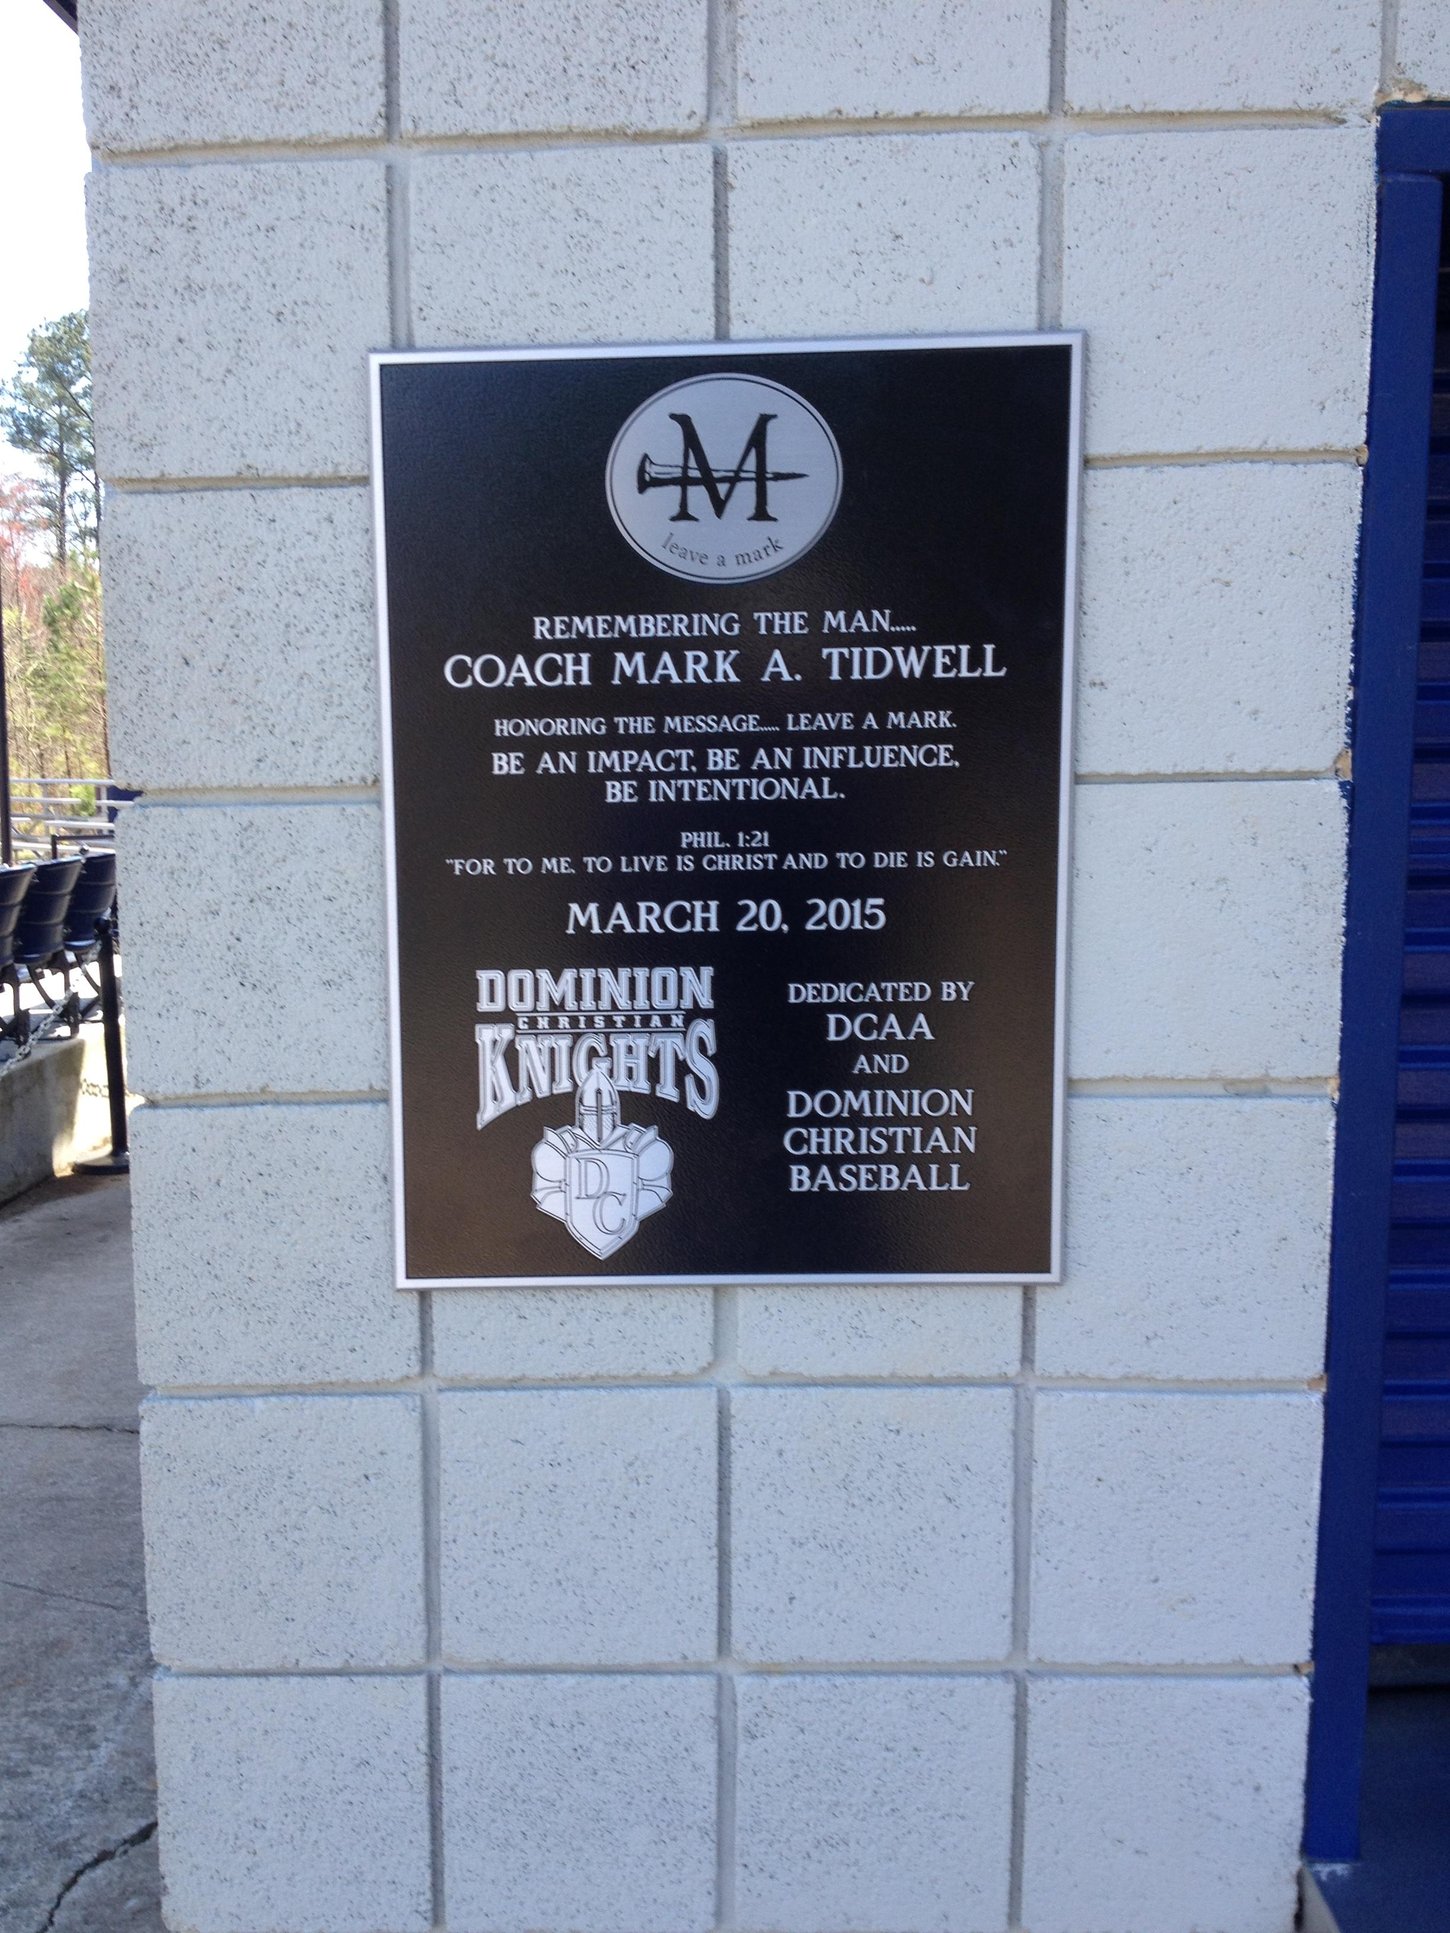 M
leave a mark
REMEMBERING THE MAN.....
COACH MARK A. TIDWELL
HONORING THE MESSAGE..... LEAVE A MARK.
BE AN IMPACT, BE AN INFLUENCE,
BE INTENTIONAL.
PHIL. 1:21
"FOR TO ME, TO LIVE IS CHRIST AND TO DIE IS GAIN."
MARCH 20, 2015
DOMINION
CHRISTIAN
KNIGHTS
DC
DEDICATED BY
DCAA
AND
DOMINION
CHRISTIAN
BASEBALL